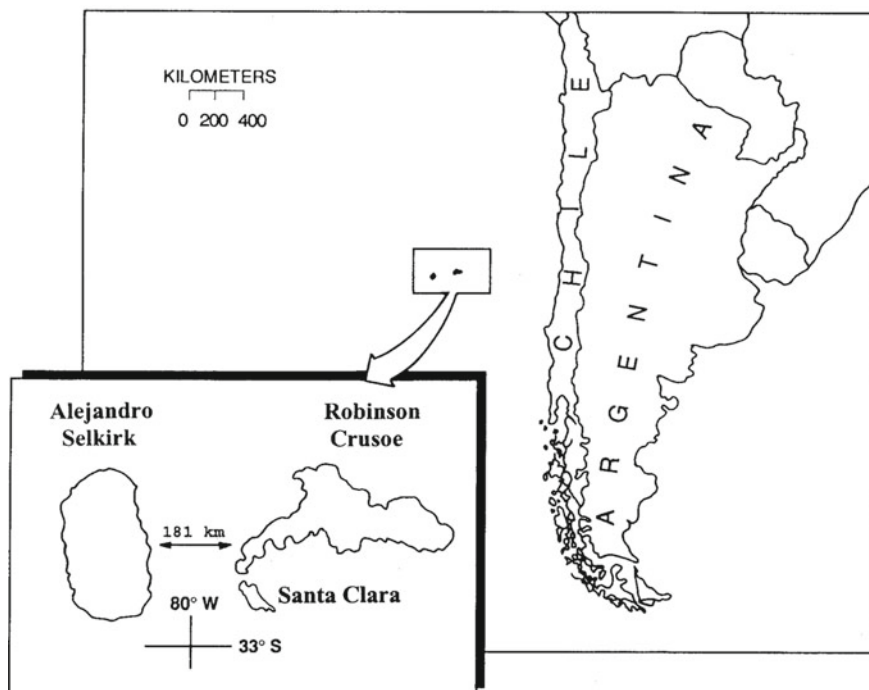 KILOMETERS
0 200 400
CHILE
ARGENTINA
Alejandro
Selkirk
Robinson
Crusoe
181 km
Santa Clara
80° W
33° S